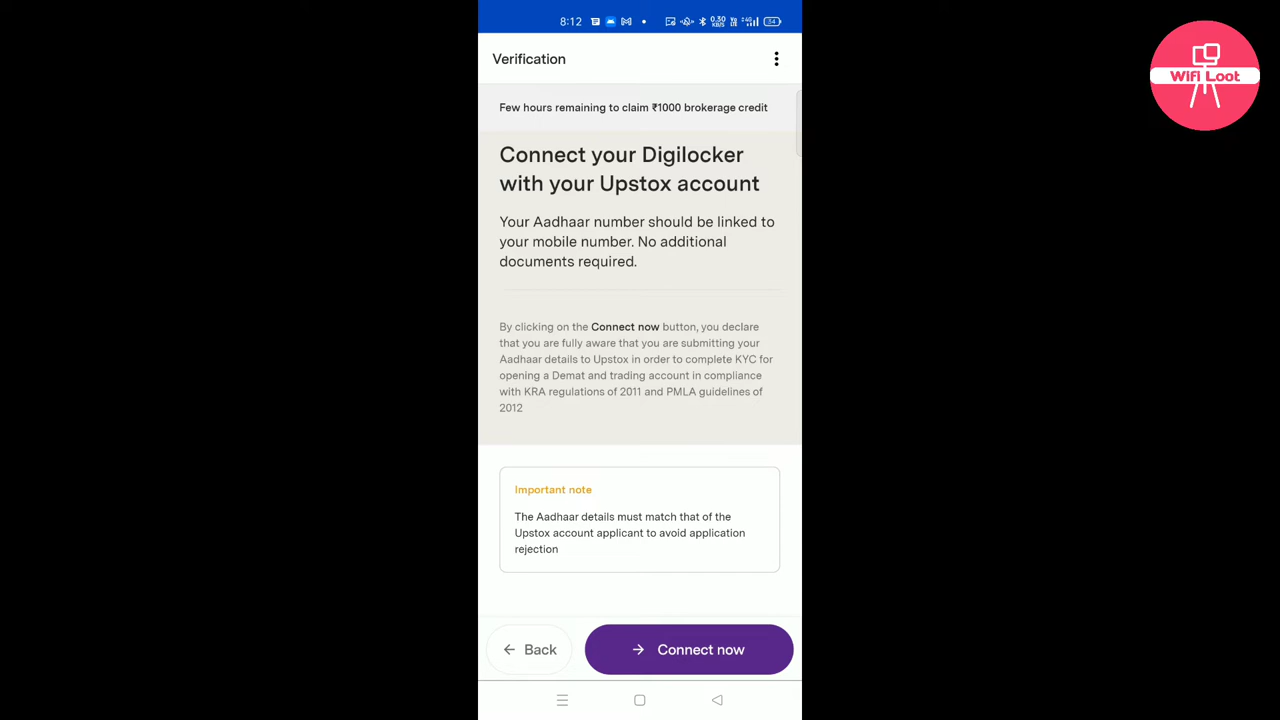 8:12
0.30
KB/S
4G
54
Verification
Wifi Loot
Few hours remaining to claim ₹1000 brokerage credit
Connect your Digilocker
with your Upstox account
Your Aadhaar number should be linked to
your mobile number. No additional
documents required.
By clicking on the Connect now button, you declare
that you are fully aware that you are submitting your
Aadhaar details to Upstox in order to complete KYC for
opening a Demat and trading account in compliance
with KRA regulations of 2011 and PMLA guidelines of
2012
Important note
The Aadhaar details must match that of the
Upstox account applicant to avoid application
rejection
Back
Connect now